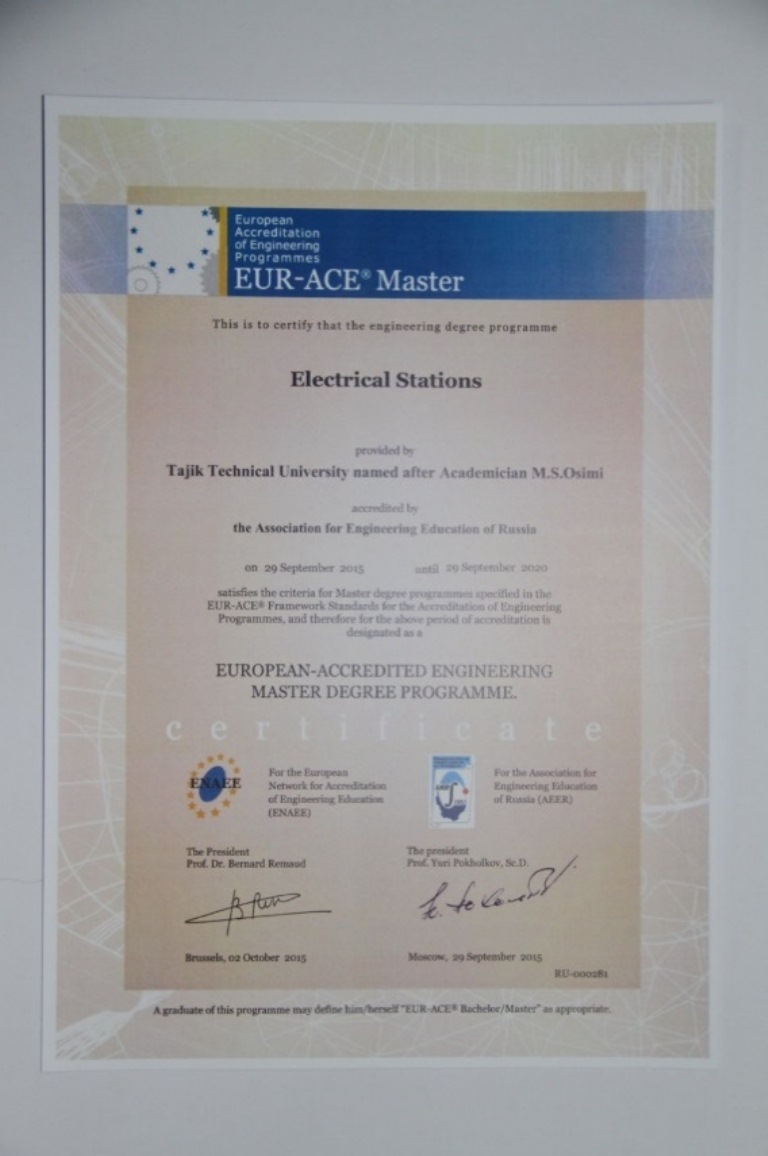 European
Accreditation
of Engineering
Programmes
EUR-ACE® Master
This is to certify that the engineering degree programme
Electrical Stations
provided by
Tajik Technical University named after Academician M.S.Osimi
accredited by
the Association for Engineering Education of Russia
on 29 September 2015 until 29 September 2020
satisfies the criteria for Master degree programmes specified in the
EUR-ACE® Framework Standards for the Accreditation of Engineering
Programmes, and therefore for the above period of accreditation is
designated as a
EUROPEAN-ACCREDITED ENGINEERING
MASTER DEGREE PROGRAMME.
certificate
ENAEE
For the European
Network for Accreditation
of Engineering Education
(ENAEE)
For the Association for
Engineering Education
of Russia (AEER)
The President
Prof. Dr. Bernard Remaud
The president
Prof. Yuri Pokholkov, Sc.D.
Brussels, 02 October 2015
Moscow, 29 September 2015
RU-000281
A graduate of this programme may define him/herself "EUR-ACE® Bachelor/Master" as appropriate.